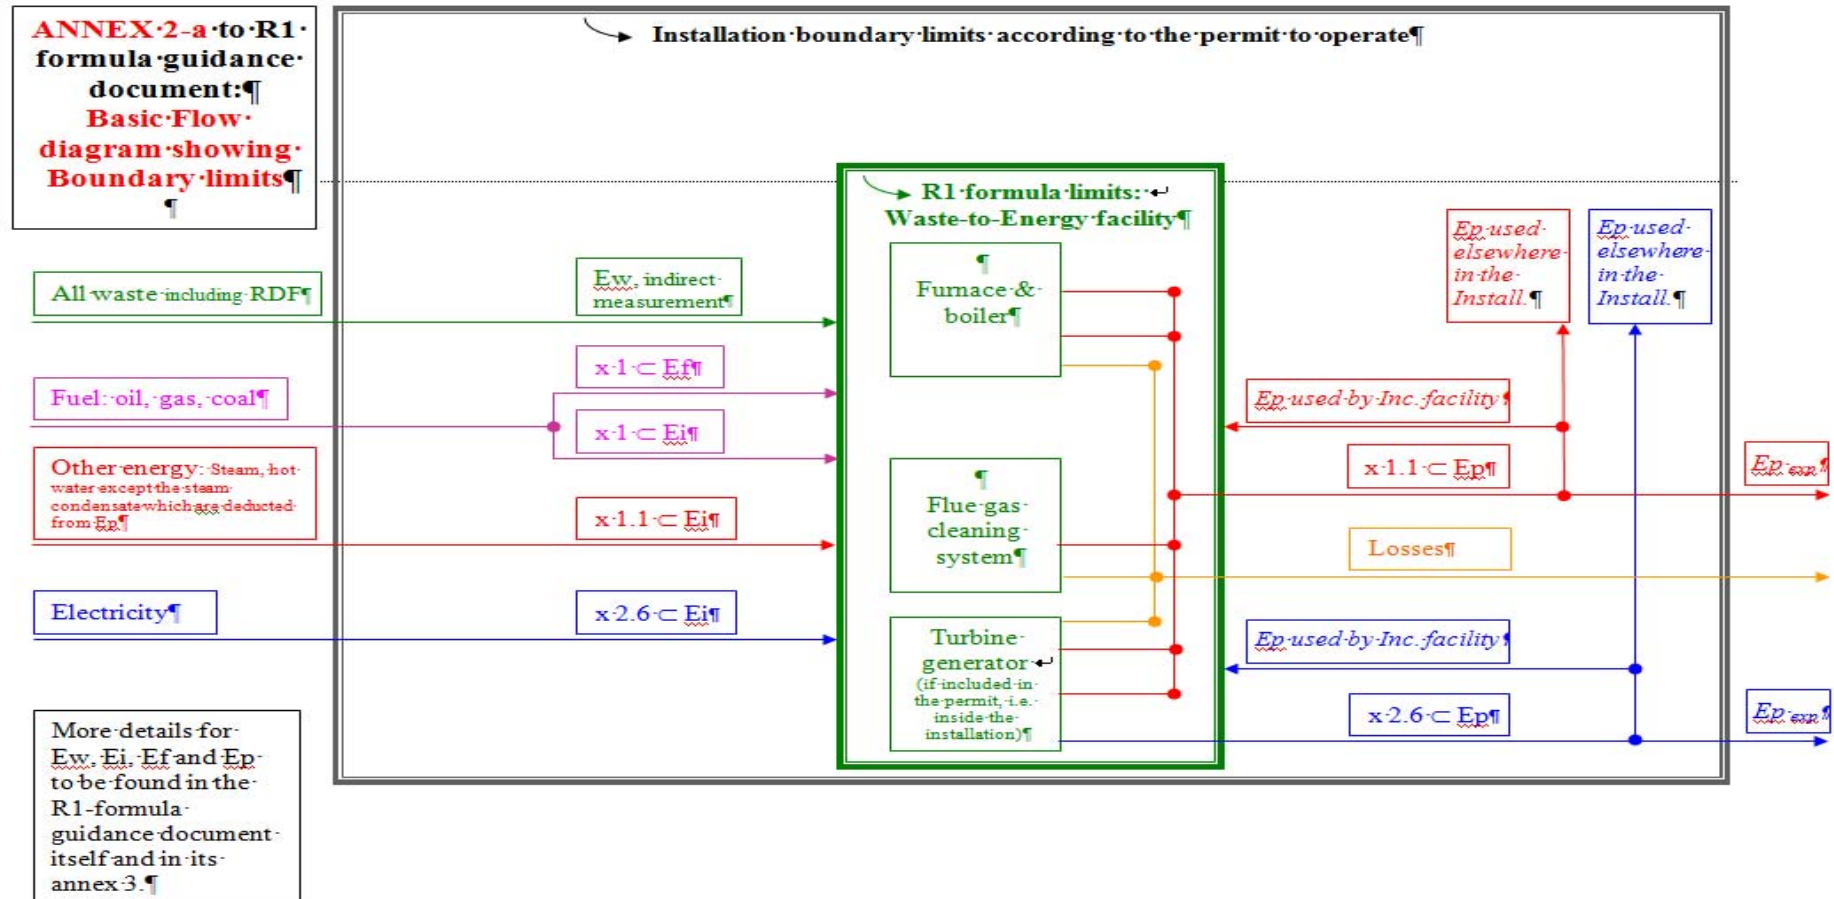 ANNEX 2-a to R1
formula guidance
document:¶
Basic Flow
diagram showing
Boundary limits¶
¶
Installation boundary limits according to the permit to operate¶
R1 formula limits: ↵
Waste-to-Energy facility¶
All waste including RDF¶
Ew, indirect
measurement¶
Fuel: oil, gas, coal¶
x 1 ⊂ Ef¶
x 1 ⊂ Ei¶
Other energy: Steam, hot
water except the steam
condensate which are deducted
from Ep¶
x 1.1 ⊂ Ei¶
Electricity¶
x 2.6 ⊂ Ei¶
More details for
Ew, Ei, Ef and Ep
to be found in the
R1-formula
guidance document
itself and in its
annex 3.¶
¶
Furnace &
boiler¶
¶
Flue gas
cleaning
system¶
Turbine
generator ↵
(if included in
the permit, i.e.
inside the
installation)¶
Ep used
elsewhere
in the
Install.¶
Ep used
elsewhere
in the
Install.¶
Ep used by Inc. facility¶
x 1.1 ⊂ Ep¶
Ep exp¶
Losses¶
Ep used by Inc. facility¶
x 2.6 ⊂ Ep¶
Ep exp¶